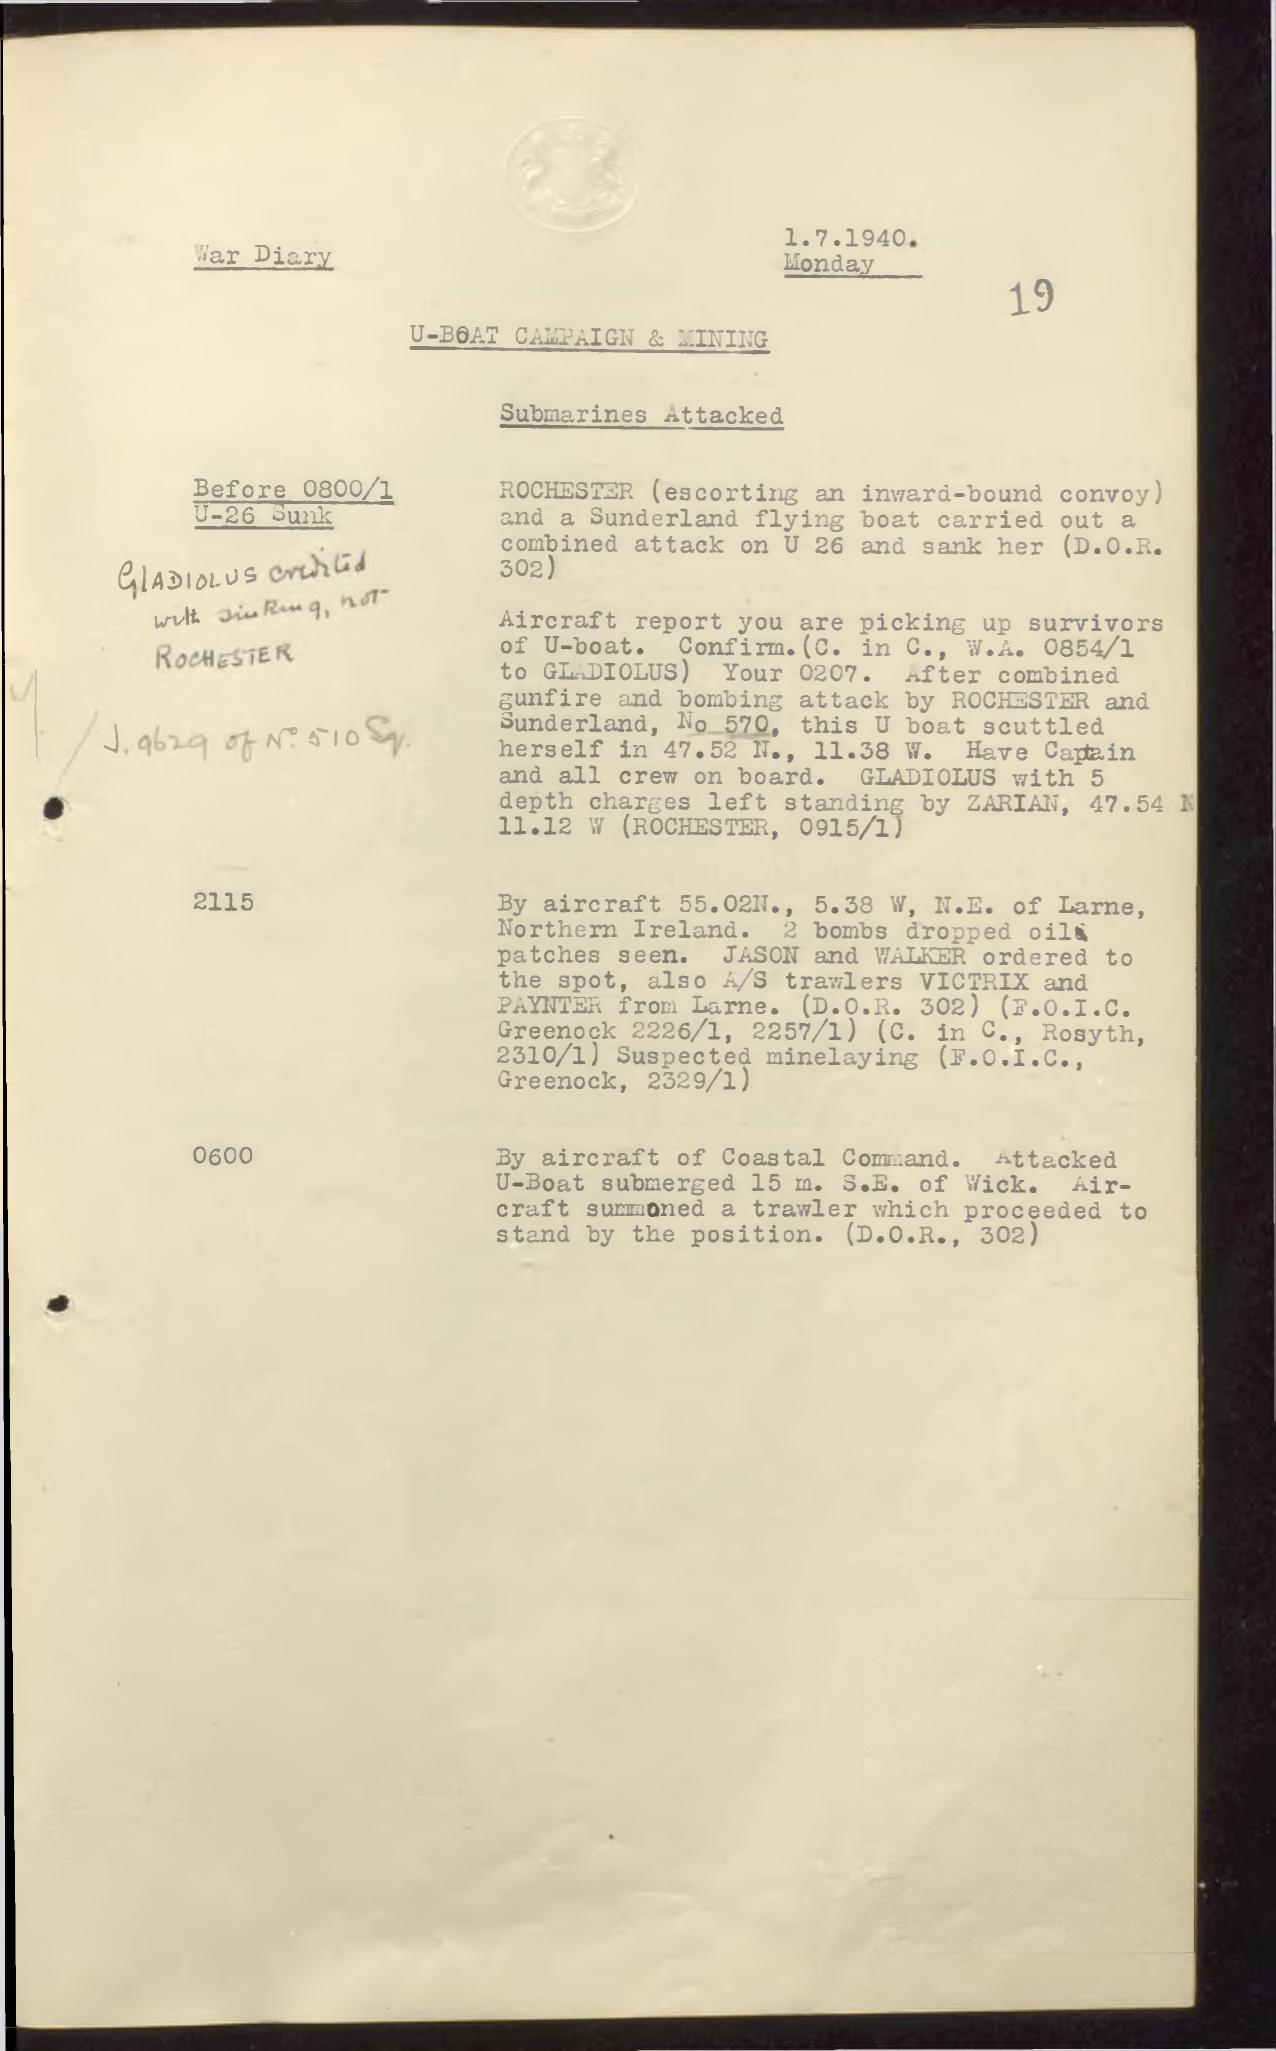 War Diary
1.7.1940.
Monday
19
U-BOAT CAMPAIGN & MINING
Submarines Attacked
Before 0800/1
U-26 Sunk
ROCHESTER (escorting an inward-bound convoy)
and a Sunderland flying boat carried out a
combined attack on U 26 and sank her (D.O.R.
302)
GLADIOLUS credited
with sinking, not
ROCHESTER
Aircraft report you are picking up survivors
of U-boat. Confirm.(C. in C., W.A. 0854/1
to GLADIOLUS) Your 0207. After combined
gunfire and bombing attack by ROCHESTER and
Sunderland, No 570, this U boat scuttled
herself in 47.52 N., 11.38 W. Have Captain
and all crew on board. GLADIOLUS with 5
depth charges left standing by ZARIAN, 47.54 N
11.12 W (ROCHESTER, 0915/1)
J. 9629 of No. 510 Sq.
2115
By aircraft 55.02N., 5.38 W, N.E. of Larne,
Northern Ireland. 2 bombs dropped oil
patches seen. JASON and WALKER ordered to
the spot, also A/S trawlers VICTRIX and
PAYNTER from Larne. (D.O.R. 302) (F.O.I.C.
Greenock 2226/1, 2257/1) (C. in C., Rosyth,
2310/1) Suspected minelaying (F.O.I.C.,
Greenock, 2329/1)
0600
By aircraft of Coastal Command. Attacked
U-Boat submerged 15 m. S.E. of Wick. Air-
craft summoned a trawler which proceeded to
stand by the position. (D.O.R., 302)